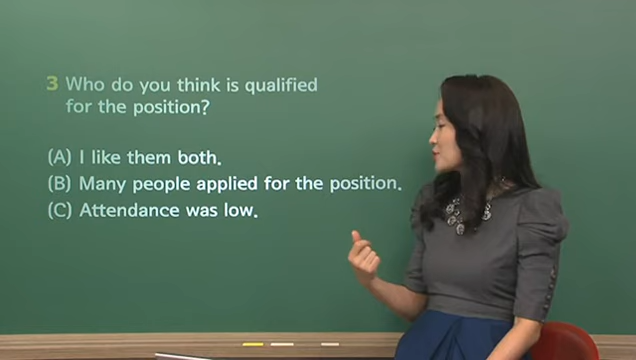 3 Who do you think is qualified
for the position?
(A) I like them both.
(B) Many people applied for the position.
(C) Attendance was low.